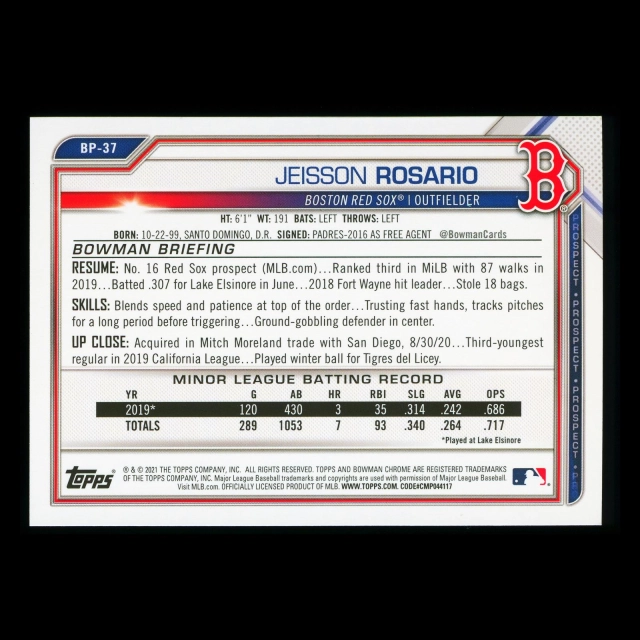 BP-37
JEISSON ROSARIO
BOSTON RED SOX® | OUTFIELDER
B
®
HT: 6'1" WT: 191 BATS: LEFT THROWS: LEFT
BORN: 10-22-99, SANTO DOMINGO, D.R. SIGNED: PADRES-2016 AS FREE AGENT @BowmanCards
BOWMAN BRIEFING
RESUME: No. 16 Red Sox prospect (MLB.com)...Ranked third in MiLB with 87 walks in
2019...Batted .307 for Lake Elsinore in June...2018 Fort Wayne hit leader...Stole 18 bags.
SKILLS: Blends speed and patience at top of the order...Trusting fast hands, tracks pitches
for a long period before triggering...Ground-gobbling defender in center.
UP CLOSE: Acquired in Mitch Moreland trade with San Diego, 8/30/20...Third-youngest
regular in 2019 California League...Played winter ball for Tigres del Licey.
MINOR LEAGUE BATTING RECORD
YR G AB HR RBI SLG AVG OPS
2019* 120 430 3 35 .314 .242 .686
TOTALS 289 1053 7 93 .340 .264 .717
*Played at Lake Elsinore
Topps
® & © 2021 THE TOPPS COMPANY, INC. ALL RIGHTS RESERVED. TOPPS AND BOWMAN CHROME ARE REGISTERED TRADEMARKS
OF THE TOPPS COMPANY, INC. Major League Baseball trademarks and copyrights are used with permission of Major League Baseball.
Visit MLB.com. OFFICIALLY LICENSED PRODUCT OF MLB. WWW.TOPPS.COM. CODE#CMP044117
PROSPECT • PROSPECT • PROSPECT • PR